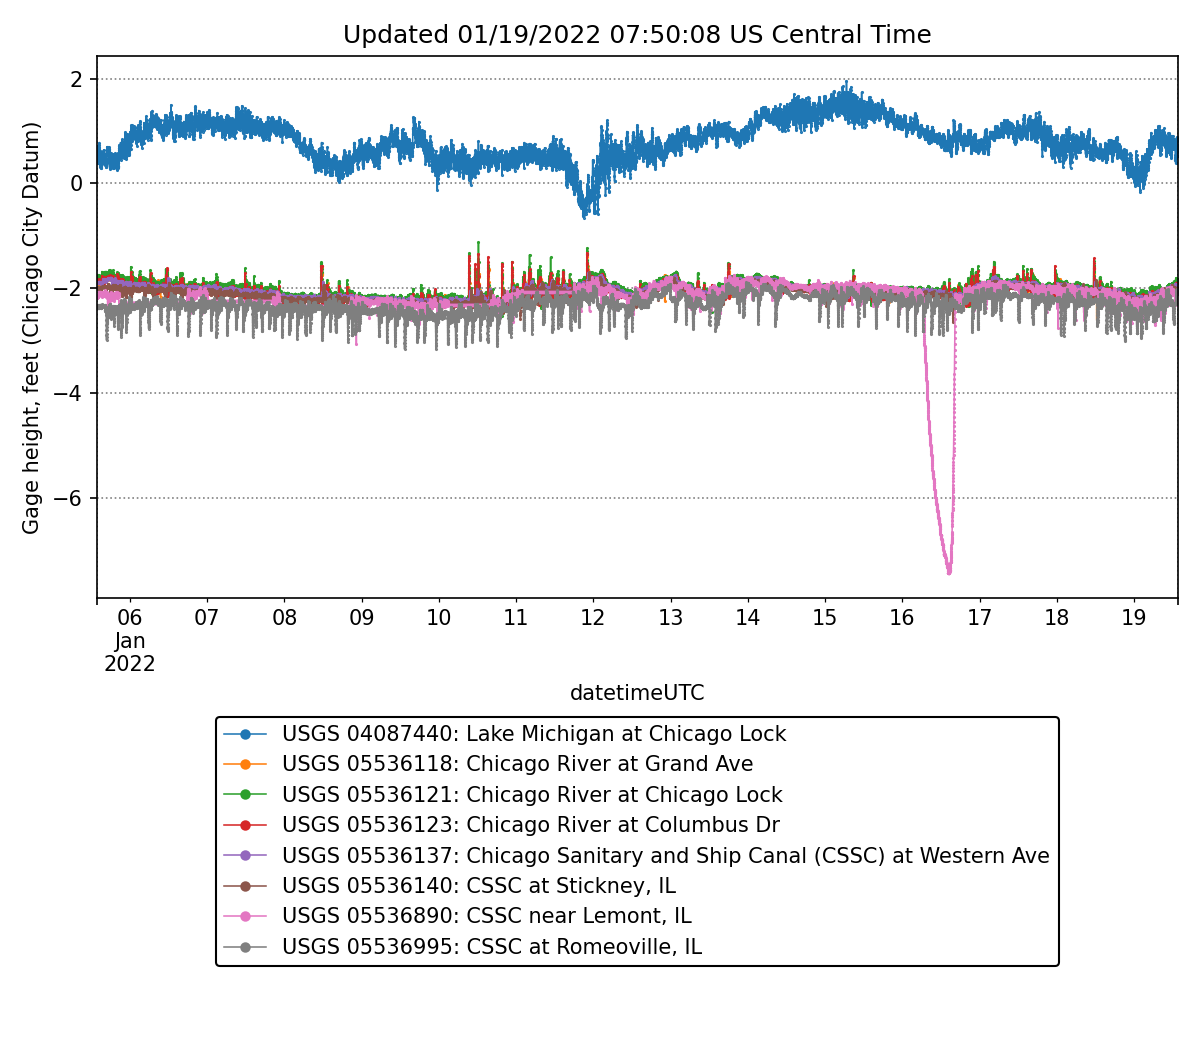 Updated 01/19/2022 07:50:08 US Central Time
Gage height, feet (Chicago City Datum)
2
0
−2
−4
−6
06 07 08 09 10 11 12 13 14 15 16 17 18 19
Jan
2022
datetimeUTC
USGS 04087440: Lake Michigan at Chicago Lock
USGS 05536118: Chicago River at Grand Ave
USGS 05536121: Chicago River at Chicago Lock
USGS 05536123: Chicago River at Columbus Dr
USGS 05536137: Chicago Sanitary and Ship Canal (CSSC) at Western Ave
USGS 05536140: CSSC at Stickney, IL
USGS 05536890: CSSC near Lemont, IL
USGS 05536995: CSSC at Romeoville, IL